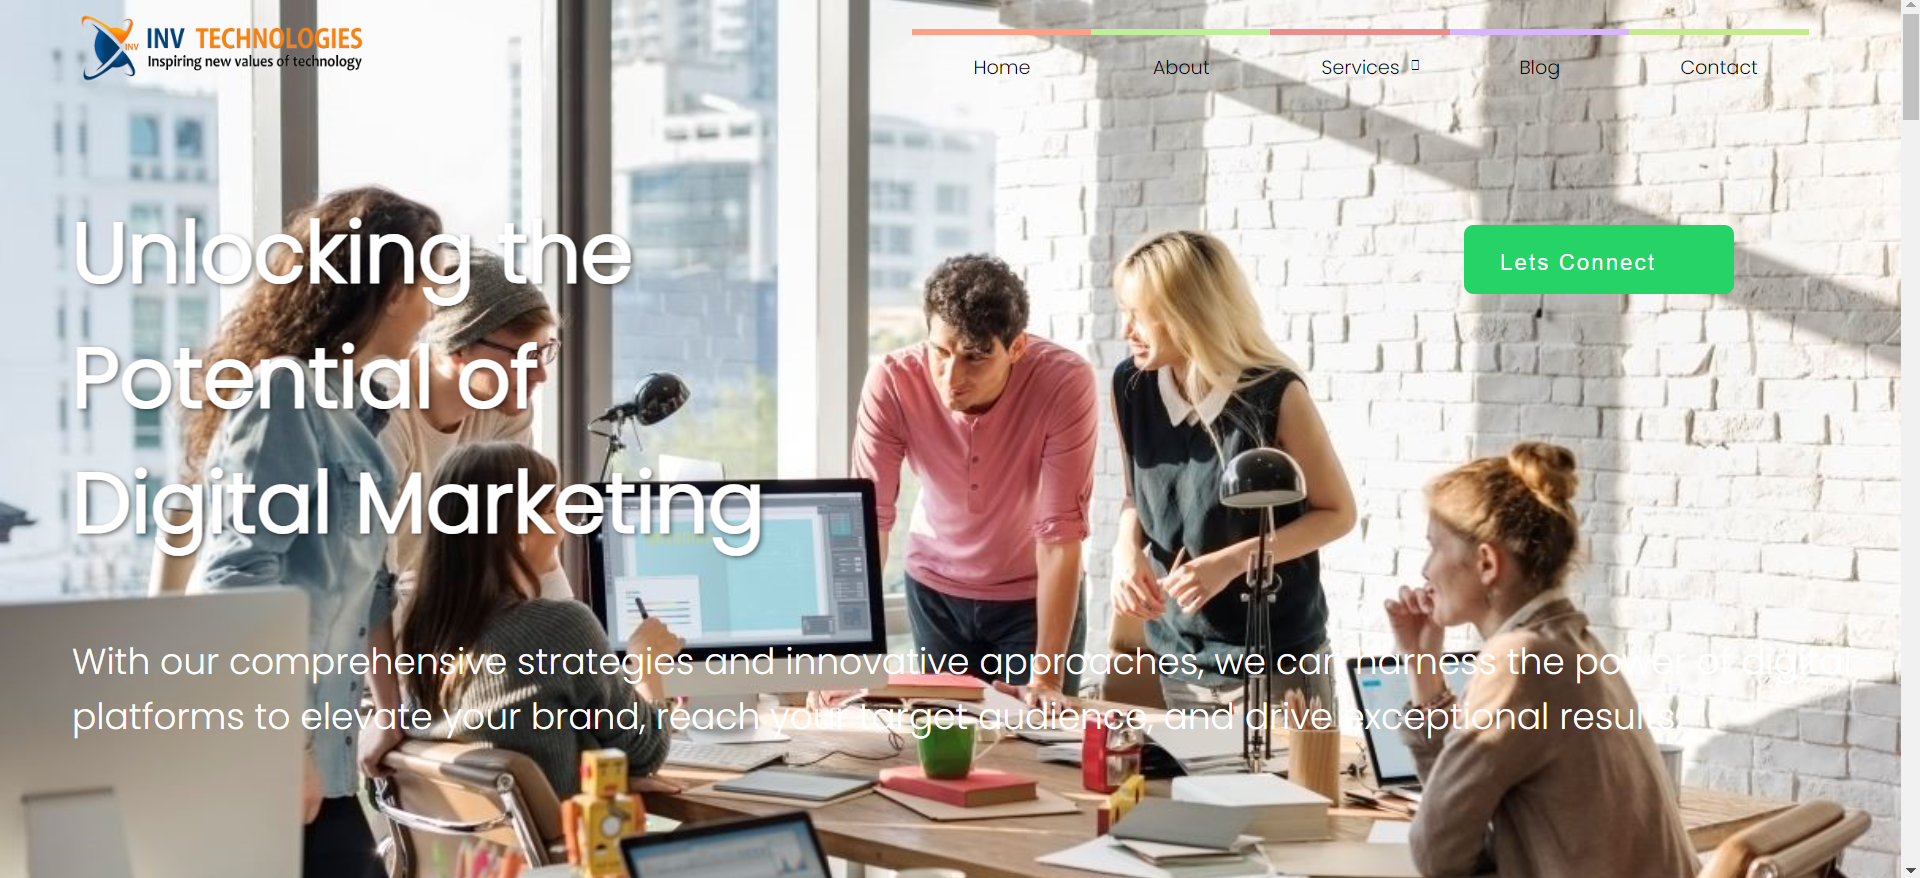 INV TECHNOLOGIES
INV
Inspiring new values of technology
Home
About
Services
Blog
Contact
Unlocking the
Lets Connect
Potential of
Digital Marketing
With our comprehensive strategies and innovative approaches, we can harness the power of digital
platforms to elevate your brand, reach your target audience, and drive exceptional results.